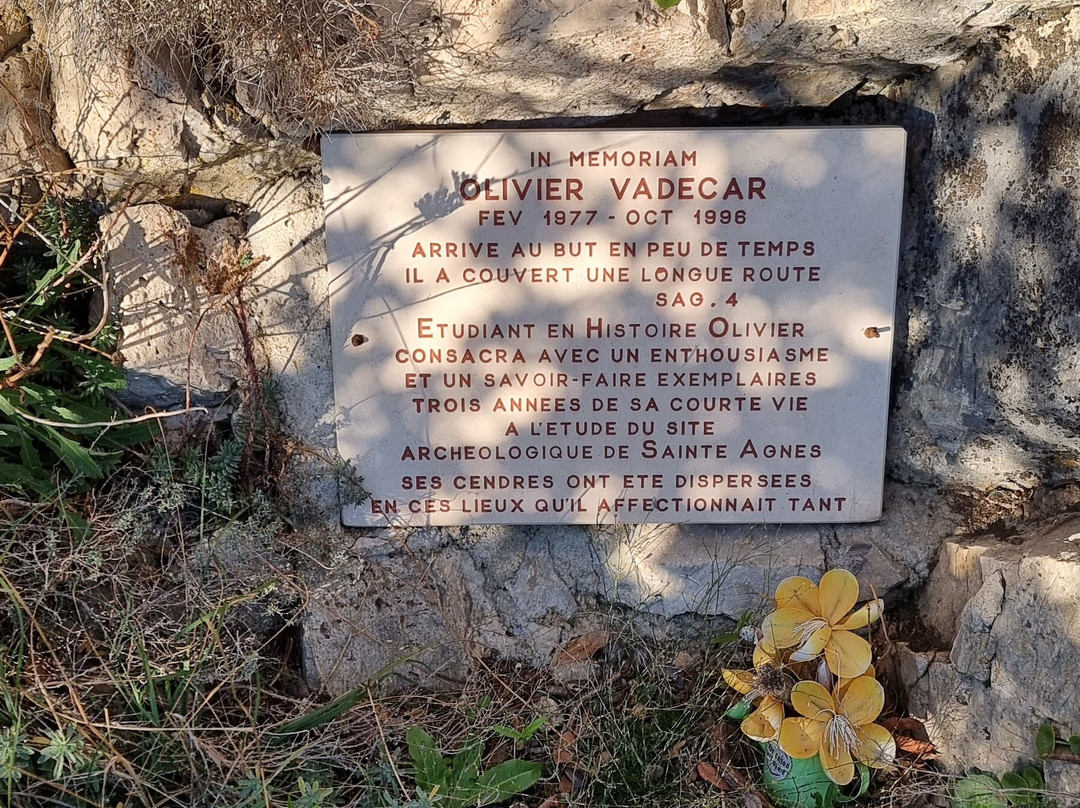 IN MEMORIAM
OLIVIER VADECAR
FEV 1977 - OCT 1996
ARRIVE AU BUT EN PEU DE TEMPS
IL A COUVERT UNE LONGUE ROUTE
SAG. 4
ETUDIANT EN HISTOIRE OLIVIER
CONSACRA AVEC UN ENTHOUSIASME
ET UN SAVOIR-FAIRE EXEMPLAIRES
TROIS ANNEES DE SA COURTE VIE
A L'ETUDE DU SITE
ARCHEOLOGIQUE DE SAINTE AGNES
SES CENDRES ONT ETE DISPERSEES
EN CES LIEUX QU'IL AFFECTIONNAIT TANT